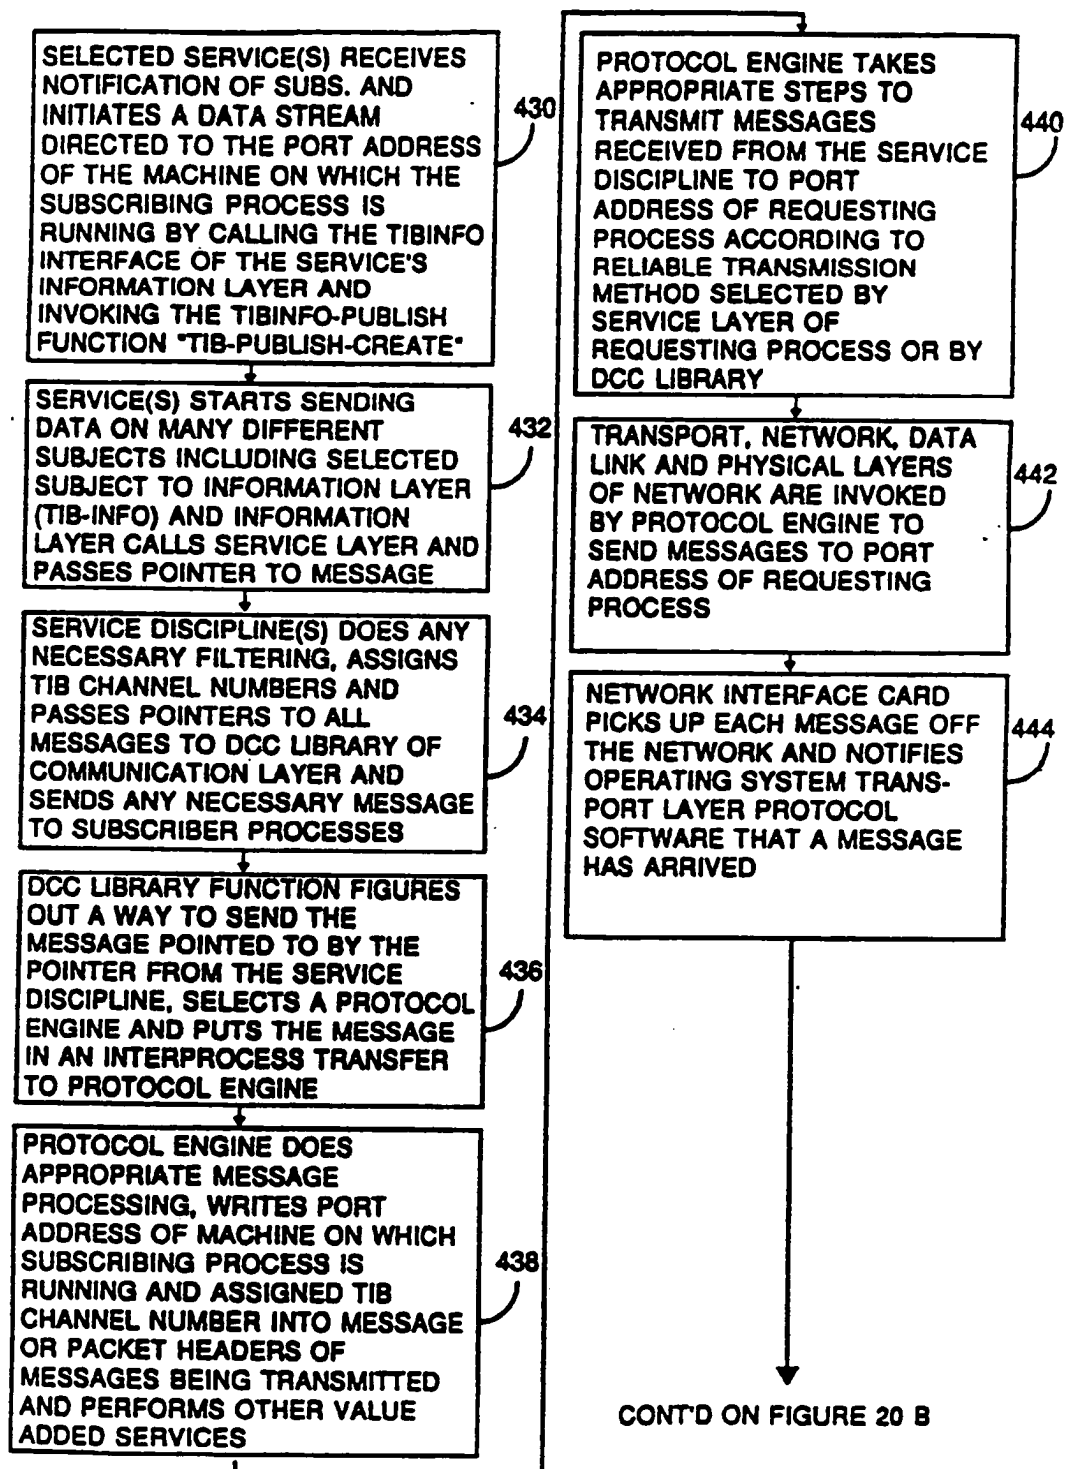 SELECTED SERVICE(S) RECEIVES
NOTIFICATION OF SUBS. AND
INITIATES A DATA STREAM
DIRECTED TO THE PORT ADDRESS
OF THE MACHINE ON WHICH THE
SUBSCRIBING PROCESS IS
RUNNING BY CALLING THE TIBINFO
INTERFACE OF THE SERVICE'S
INFORMATION LAYER AND
INVOKING THE TIBINFO-PUBLISH
FUNCTION "TIB-PUBLISH-CREATE"
430
SERVICE(S) STARTS SENDING
DATA ON MANY DIFFERENT
SUBJECTS INCLUDING SELECTED
SUBJECT TO INFORMATION LAYER
(TIB-INFO) AND INFORMATION
LAYER CALLS SERVICE LAYER AND
PASSES POINTER TO MESSAGE
432
SERVICE DISCIPLINE(S) DOES ANY
NECESSARY FILTERING, ASSIGNS
TIB CHANNEL NUMBERS AND
PASSES POINTERS TO ALL
MESSAGES TO DCC LIBRARY OF
COMMUNICATION LAYER AND
SENDS ANY NECESSARY MESSAGE
TO SUBSCRIBER PROCESSES
434
DCC LIBRARY FUNCTION FIGURES
OUT A WAY TO SEND THE
MESSAGE POINTED TO BY THE
POINTER FROM THE SERVICE
DISCIPLINE, SELECTS A PROTOCOL
ENGINE AND PUTS THE MESSAGE
IN AN INTERPROCESS TRANSFER
TO PROTOCOL ENGINE
436
PROTOCOL ENGINE DOES
APPROPRIATE MESSAGE
PROCESSING, WRITES PORT
ADDRESS OF MACHINE ON WHICH
SUBSCRIBING PROCESS IS
RUNNING AND ASSIGNED TIB
CHANNEL NUMBER INTO MESSAGE
OR PACKET HEADERS OF
MESSAGES BEING TRANSMITTED
AND PERFORMS OTHER VALUE
ADDED SERVICES
438
PROTOCOL ENGINE TAKES
APPROPRIATE STEPS TO
TRANSMIT MESSAGES
RECEIVED FROM THE SERVICE
DISCIPLINE TO PORT
ADDRESS OF REQUESTING
PROCESS ACCORDING TO
RELIABLE TRANSMISSION
METHOD SELECTED BY
SERVICE LAYER OF
REQUESTING PROCESS OR BY
DCC LIBRARY
440
TRANSPORT, NETWORK, DATA
LINK AND PHYSICAL LAYERS
OF NETWORK ARE INVOKED
BY PROTOCOL ENGINE TO
SEND MESSAGES TO PORT
ADDRESS OF REQUESTING
PROCESS
442
NETWORK INTERFACE CARD
PICKS UP EACH MESSAGE OFF
THE NETWORK AND NOTIFIES
OPERATING SYSTEM TRANS-
PORT LAYER PROTOCOL
SOFTWARE THAT A MESSAGE
HAS ARRIVED
444
CONT'D ON FIGURE 20 B